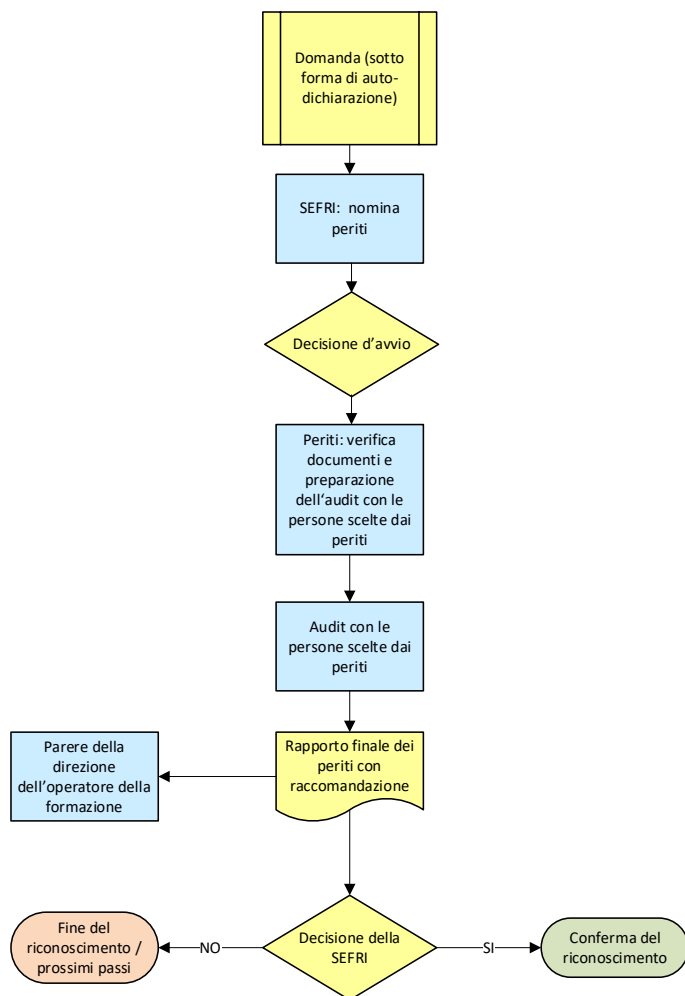 Domanda (sotto
forma di auto-
dichiarazione)
SEFRI:  nomina
periti
Decisione d’avvio
Periti: verifica
documenti e
preparazione
dell‘audit con le
persone scelte dai
periti
Audit con le
persone scelte dai
periti
Parere della
direzione
dell’operatore della
formazione
Rapporto finale dei
periti con
raccomandazione
Fine del
riconoscimento /
prossimi passi
NO
Decisione della
SEFRI
SI
Conferma del
riconoscimento